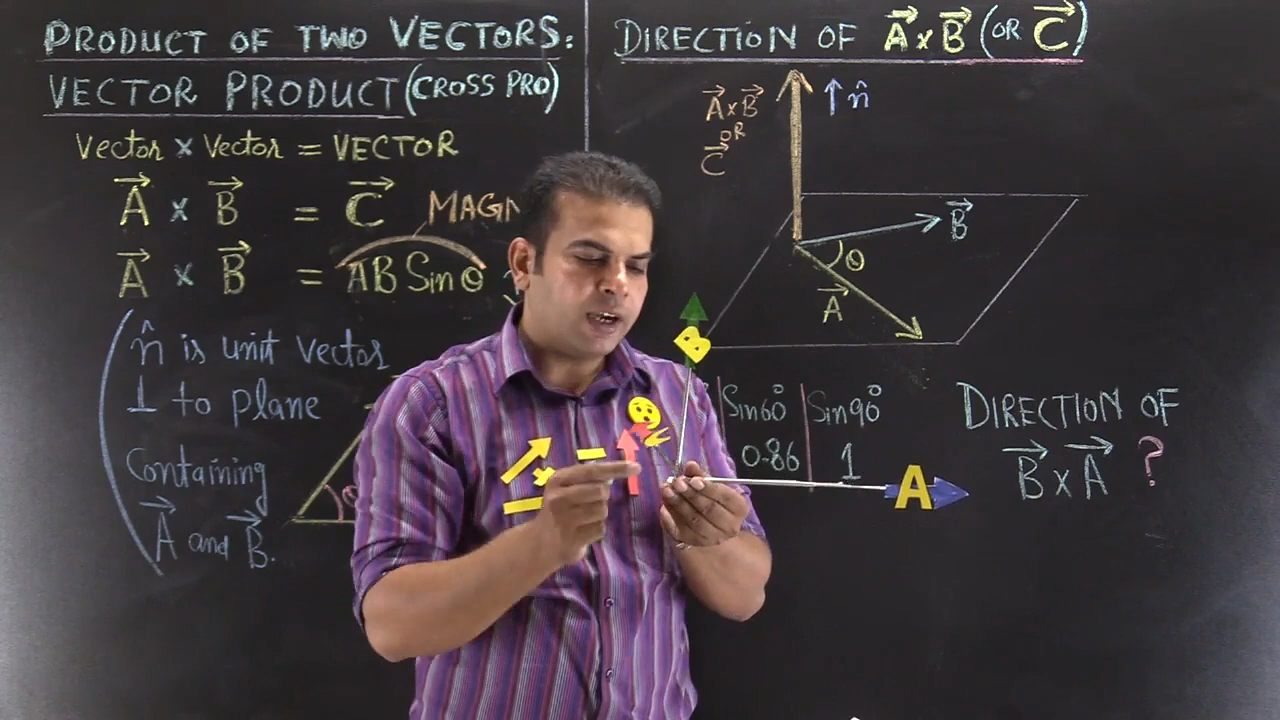 PRODUCT OF TWO VECTORS:
VECTOR PRODUCT (CROSS PRO)
Vector × Vector = VECTOR
A⃗ × B⃗ = C⃗
MAGN
A⃗ × B⃗ = AB Sin θ
n̂ is unit vector
⊥ to plane
Containing
A⃗ and B⃗.
θ
DIRECTION OF A⃗×B⃗ (OR C⃗)
A⃗×B⃗
OR
C⃗
n̂
B⃗
θ
A⃗
B
Sin60° Sin90°
0.86 1
A
DIRECTION OF
B⃗×A⃗ ?